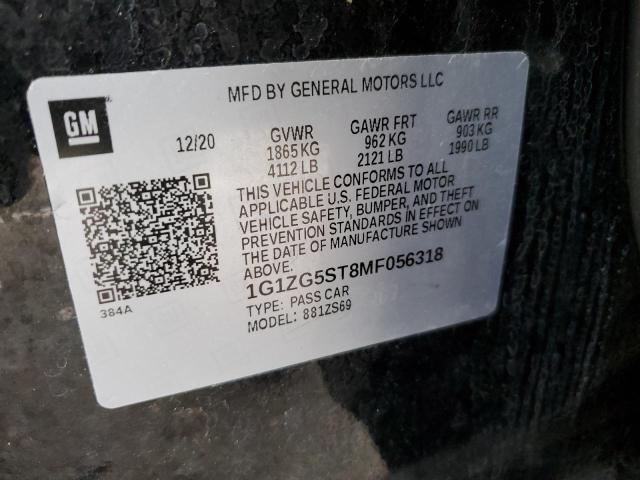 MFD BY GENERAL MOTORS LLC
GM
12/20
GVWR
1865 KG
4112 LB
GAWR FRT
962 KG
2121 LB
GAWR RR
903 KG
1990 LB
THIS VEHICLE CONFORMS TO ALL
APPLICABLE U.S. FEDERAL MOTOR
VEHICLE SAFETY, BUMPER, AND THEFT
PREVENTION STANDARDS IN EFFECT ON
THE DATE OF MANUFACTURE SHOWN
ABOVE.
1G1ZG5ST8MF056318
TYPE: PASS CAR
MODEL: 881ZS69
384A